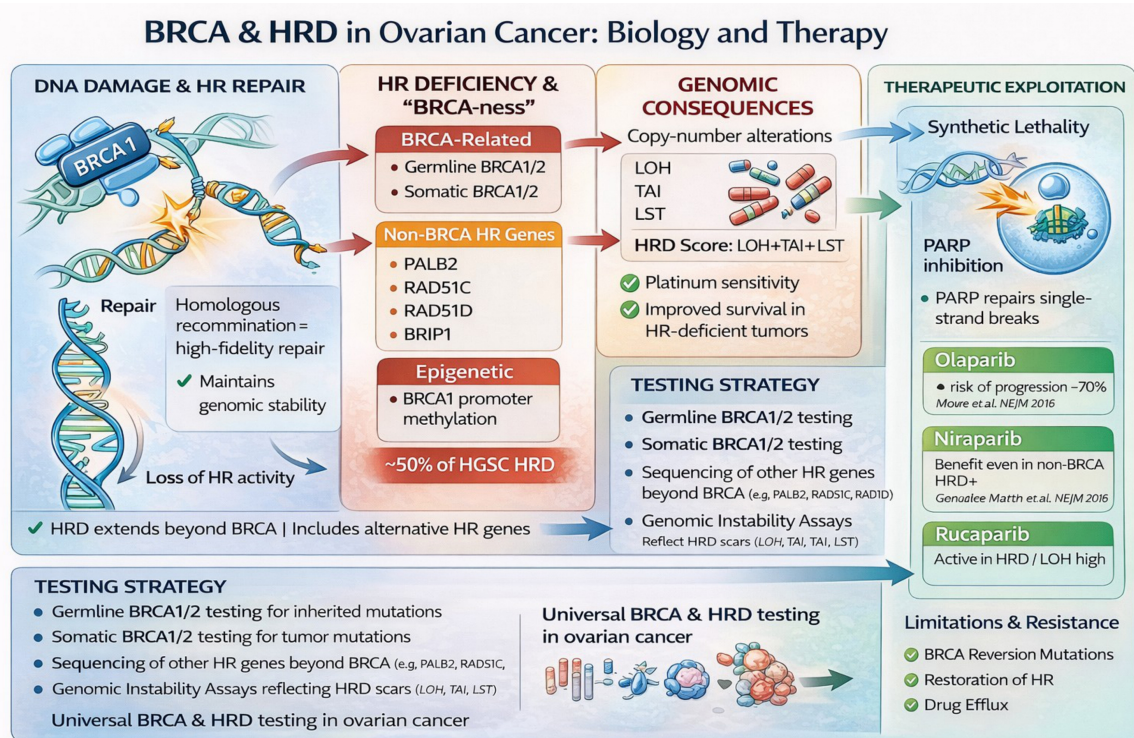 BRCA & HRD in Ovarian Cancer: Biology and Therapy
DNA DAMAGE & HR REPAIR
BRCA1
Repair
Homologous
recommination =
high-fidelity repair
✓ Maintains
genomic stability
Loss of HR activity
✓ HRD extends beyond BRCA | Includes alternative HR genes
HR DEFICIENCY &
“BRCA-ness”
BRCA-Related
• Germline BRCA1/2
• Somatic BRCA1/2
Non-BRCA HR Genes
• PALB2
• RAD51C
• RAD51D
• BRIP1
Epigenetic
• BRCA1 promoter
methylation
~50% of HGSC HRD
GENOMIC
CONSEQUENCES
Copy-number alterations
LOH
TAI
LST
HRD Score: LOH+TAI+LST
✓ Platinum sensitivity
✓ Improved survival in
HR-deficient tumors
TESTING STRATEGY
• Germline BRCA1/2 testing
• Somatic BRCA1/2 testing
• Sequencing of other HR genes
beyond BRCA (e.g, PALB2, RADS1C, RAD1D)
• Genomic Instability Assays
Reflect HRD scars (LOH, TAI, TAI, LST)
THERAPEUTIC EXPLOITATION
Synthetic Lethality
PARP
inhibition
• PARP repairs single-
strand breaks
Olaparib
• risk of progression –70%
Moure et al. NEJM 2016
Niraparib
Benefit even in non-BRCA
HRD+
Genoalee Matth et al. NEJM 2016
Rucaparib
Active in HRD / LOH high
Limitations & Resistance
✓ BRCA Reversion Mutations
✓ Restoration of HR
✓ Drug Efflux
TESTING STRATEGY
• Germline BRCA1/2 testing for inherited mutations
• Somatic BRCA1/2 testing for tumor mutations
• Sequencing of other HR genes beyond BRCA (e.g, PALB2, RADS1C,
• Genomic Instability Assays reflecting HRD scars (LOH, TAI, LST)
Universal BRCA & HRD testing in ovarian cancer
Universal BRCA & HRD testing
in ovarian cancer